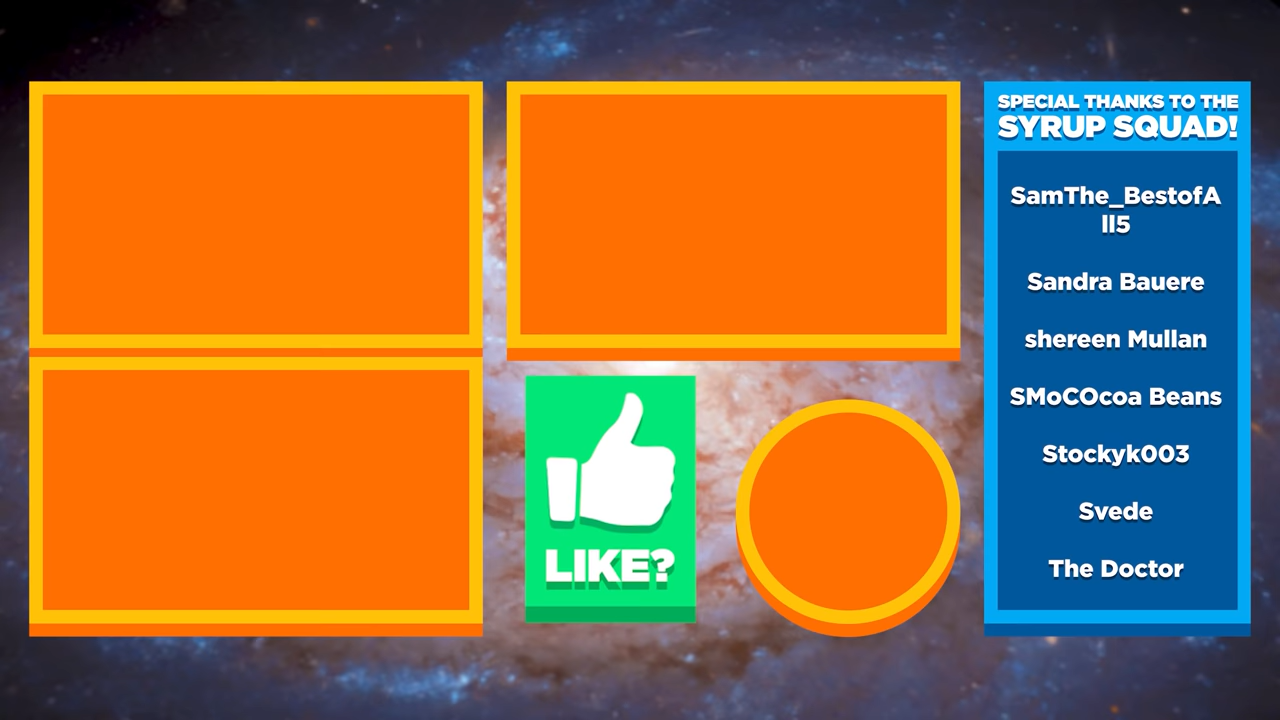 SPECIAL THANKS TO THE
SYRUP SQUAD!
SamThe_BestofA
ll5
Sandra Bauere
shereen Mullan
SMoCOcoa Beans
Stockyk003
Svede
The Doctor
LIKE?